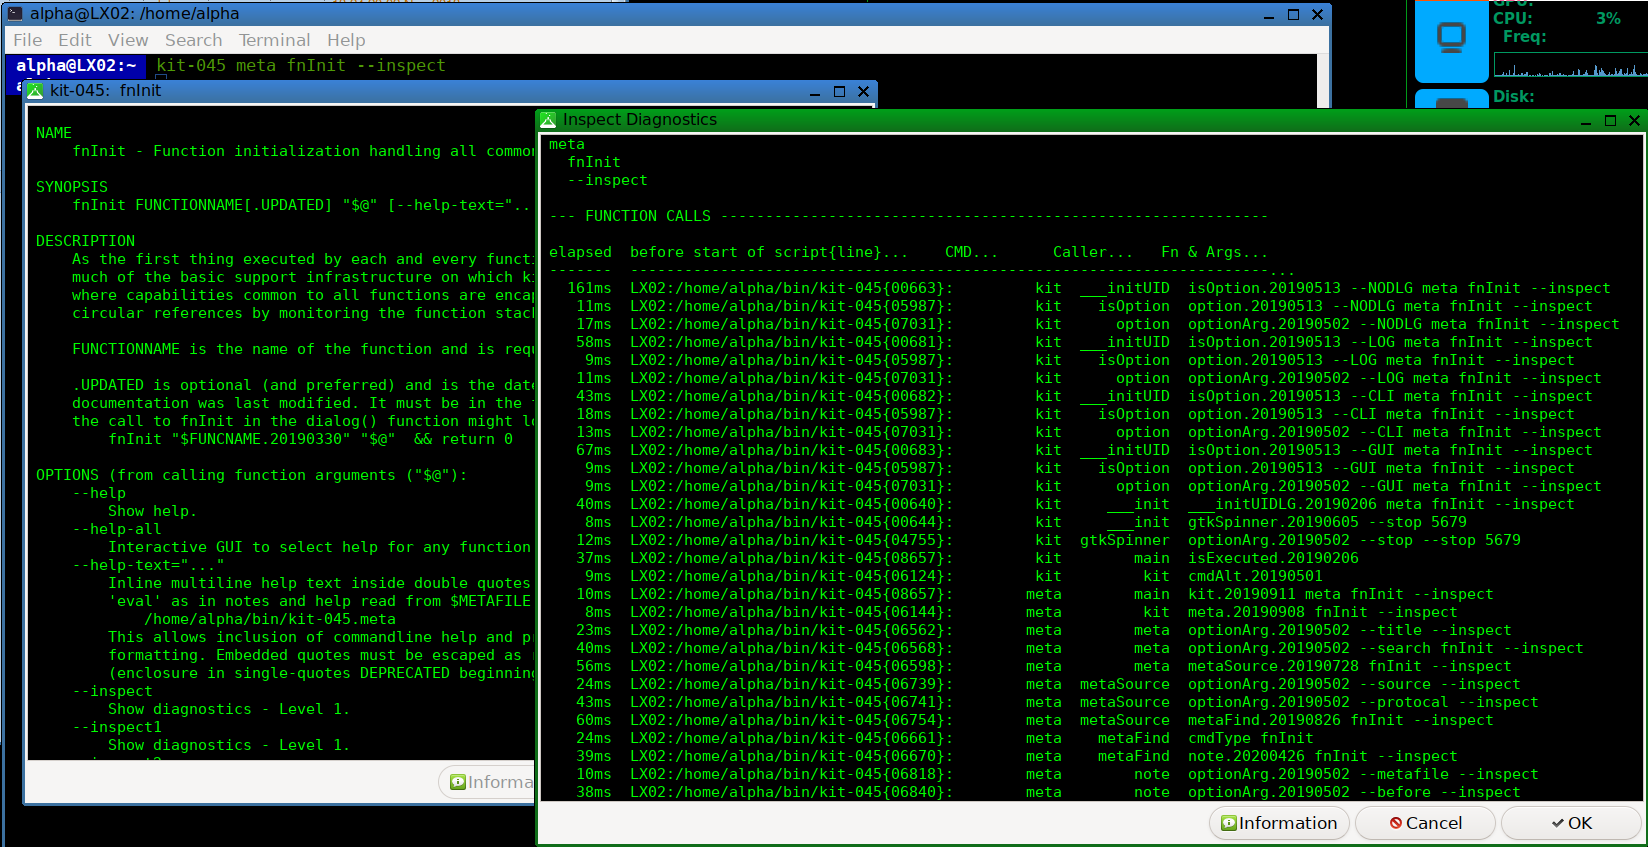 alpha@LX02: /home/alpha
File Edit View Search Terminal Help
alpha@LX02:~ kit-045 meta fnInit --inspect
kit-045: fnInit
NAME
fnInit - Function initialization handling all
SYNOPSIS
fnInit FUNCTIONNAME[.UPDATED] "$@" [--help-text="..
DESCRIPTION
As the first thing executed by each and every
much of the basic support infrastructure on which
where capabilities common to all functions are
circular references by monitoring the function
FUNCTIONNAME is the name of the function and is
.UPDATED is optional (and preferred) and is the
documentation was last modified. It must be in the
the call to fnInit in the dialog() function might
fnInit "$FUNCNAME.20190330" "$@" && return 0
OPTIONS (from calling function arguments ("$@"):
--help
Show help.
--help-all
Interactive GUI to select help for any function
--help-text="..."
Inline multiline help text inside double quotes
'eval' as in notes and help read from $METAFILE
/home/alpha/bin/kit-045.meta
This allows inclusion of commandline help and
formatting. Embedded quotes must be escaped as
(enclosure in single-quotes DEPRECATED
--inspect
Show diagnostics - Level 1.
--inspect1
Show diagnostics - Level 1.
Inspect Diagnostics
meta
fnInit
--inspect
--- FUNCTION CALLS -------------------------------------------------------------
elapsed before start of script{line}... CMD... Caller... Fn & Args...
------- -----------------------------------------------------------------------...
161ms LX02:/home/alpha/bin/kit-045{00663}: kit ___initUID isOption.20190513 --NODLG meta fnInit --inspect
11ms LX02:/home/alpha/bin/kit-045{05987}: kit isOption option.20190513 --NODLG meta fnInit --inspect
17ms LX02:/home/alpha/bin/kit-045{07031}: kit option optionArg.20190502 --NODLG meta fnInit --inspect
58ms LX02:/home/alpha/bin/kit-045{00681}: kit ___initUID isOption.20190513 --LOG meta fnInit --inspect
9ms LX02:/home/alpha/bin/kit-045{05987}: kit isOption option.20190513 --LOG meta fnInit --inspect
11ms LX02:/home/alpha/bin/kit-045{07031}: kit option optionArg.20190502 --LOG meta fnInit --inspect
43ms LX02:/home/alpha/bin/kit-045{00682}: kit ___initUID isOption.20190513 --CLI meta fnInit --inspect
18ms LX02:/home/alpha/bin/kit-045{05987}: kit isOption option.20190513 --CLI meta fnInit --inspect
13ms LX02:/home/alpha/bin/kit-045{07031}: kit option optionArg.20190502 --CLI meta fnInit --inspect
67ms LX02:/home/alpha/bin/kit-045{00683}: kit ___initUID isOption.20190513 --GUI meta fnInit --inspect
9ms LX02:/home/alpha/bin/kit-045{05987}: kit isOption option.20190513 --GUI meta fnInit --inspect
9ms LX02:/home/alpha/bin/kit-045{07031}: kit option optionArg.20190502 --GUI meta fnInit --inspect
40ms LX02:/home/alpha/bin/kit-045{00640}: kit ___init ___initUIDLG.20190206 meta fnInit --inspect
8ms LX02:/home/alpha/bin/kit-045{00644}: kit ___init gtkSpinner.20190605 --stop 5679
12ms LX02:/home/alpha/bin/kit-045{04755}: kit gtkSpinner optionArg.20190502 --stop --stop 5679
37ms LX02:/home/alpha/bin/kit-045{08657}: kit main isExecuted.20190206
9ms LX02:/home/alpha/bin/kit-045{06124}: kit kit cmdAlt.20190501
10ms LX02:/home/alpha/bin/kit-045{08657}: meta main kit.20190911 meta fnInit --inspect
8ms LX02:/home/alpha/bin/kit-045{06144}: meta kit meta.20190908 fnInit --inspect
23ms LX02:/home/alpha/bin/kit-045{06562}: meta meta optionArg.20190502 --title --inspect
40ms LX02:/home/alpha/bin/kit-045{06568}: meta meta optionArg.20190502 --search fnInit --inspect
56ms LX02:/home/alpha/bin/kit-045{06598}: meta meta metaSource.20190728 fnInit --inspect
24ms LX02:/home/alpha/bin/kit-045{06739}: meta metaSource optionArg.20190502 --source --inspect
43ms LX02:/home/alpha/bin/kit-045{06741}: meta metaSource optionArg.20190502 --protocal --inspect
60ms LX02:/home/alpha/bin/kit-045{06754}: meta metaSource metaFind.20190826 fnInit --inspect
24ms LX02:/home/alpha/bin/kit-045{06661}: meta metaFind cmdType fnInit
39ms LX02:/home/alpha/bin/kit-045{06670}: meta metaFind note.20200426 fnInit --inspect
10ms LX02:/home/alpha/bin/kit-045{06818}: meta note optionArg.20190502 --metafile --inspect
38ms LX02:/home/alpha/bin/kit-045{06840}: meta note optionArg.20190502 --before --inspect
Information Cancel OK
CPU: 3%
Freq:
Disk: